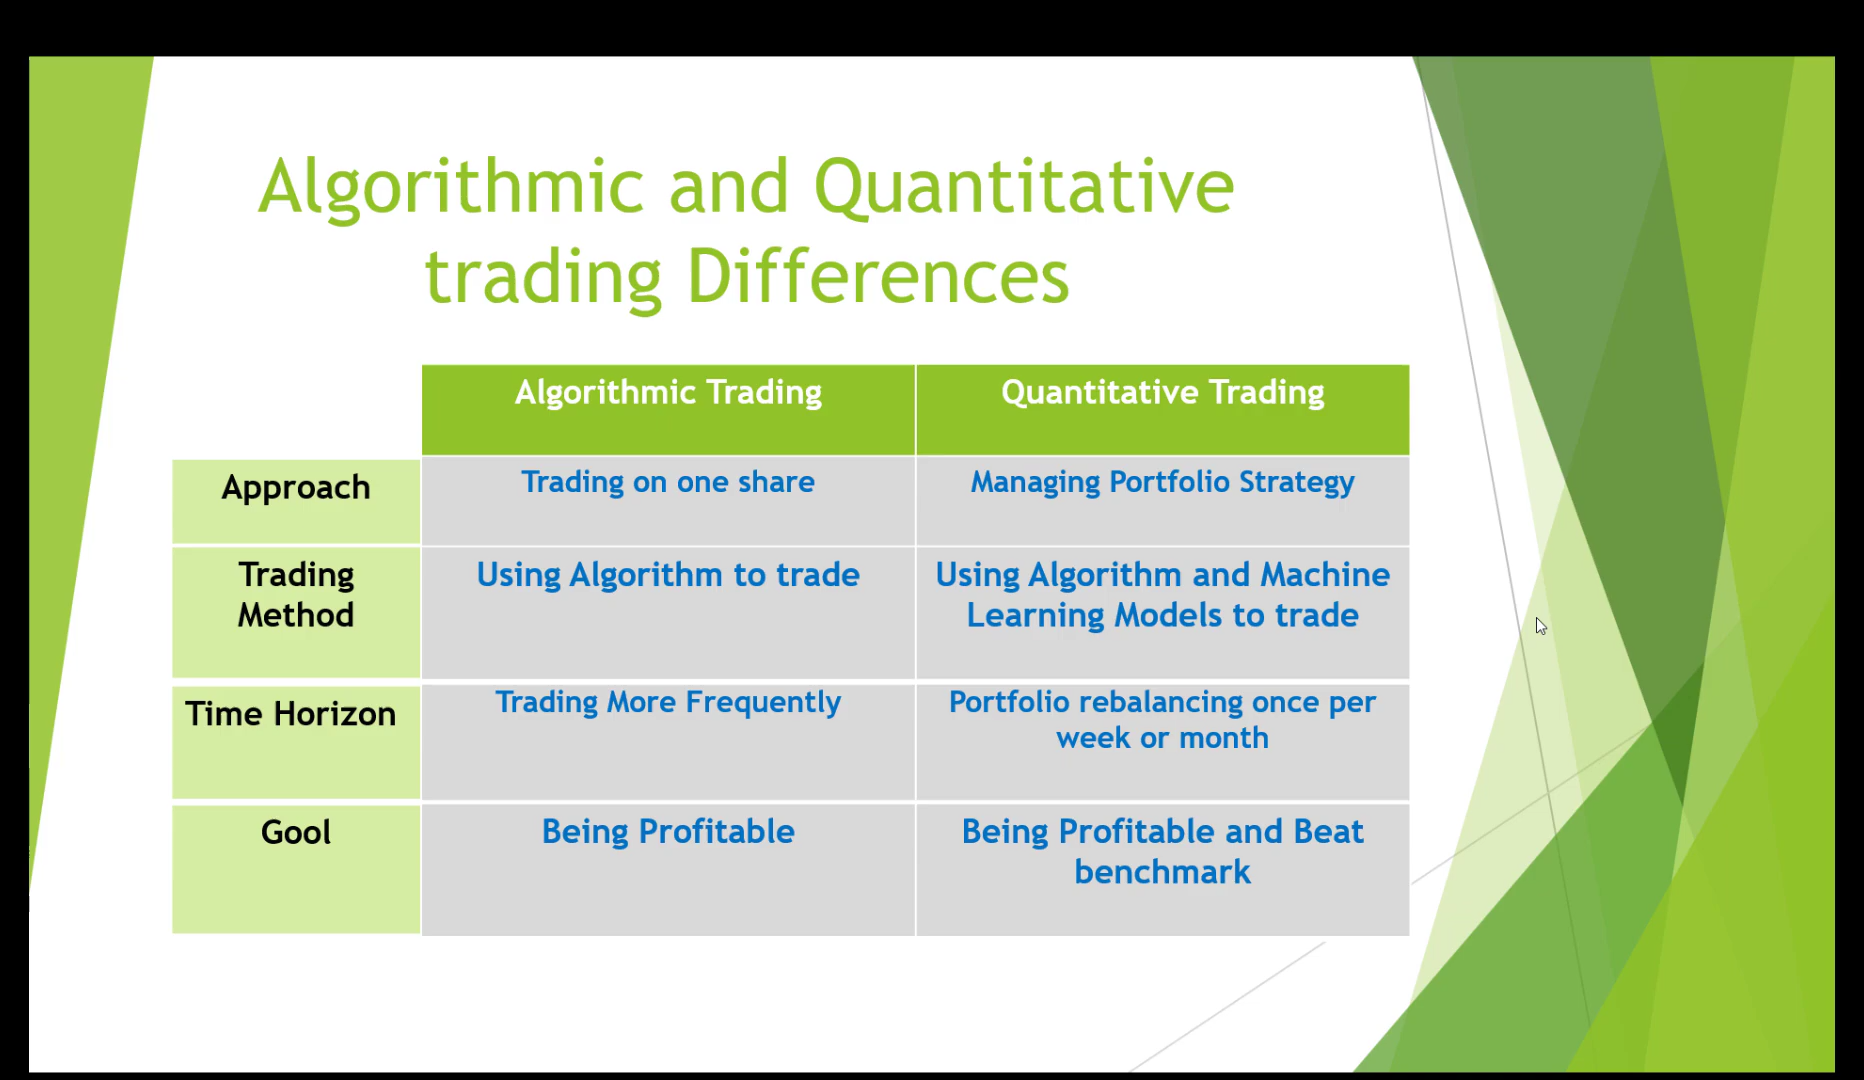 Algorithmic and Quantitative
trading Differences
Algorithmic Trading
Quantitative Trading
Approach
Trading on one share
Managing Portfolio Strategy
Trading
Method
Using Algorithm to trade
Using Algorithm and Machine
Learning Models to trade
Time Horizon
Trading More Frequently
Portfolio rebalancing once per
week or month
Gool
Being Profitable
Being Profitable and Beat
benchmark